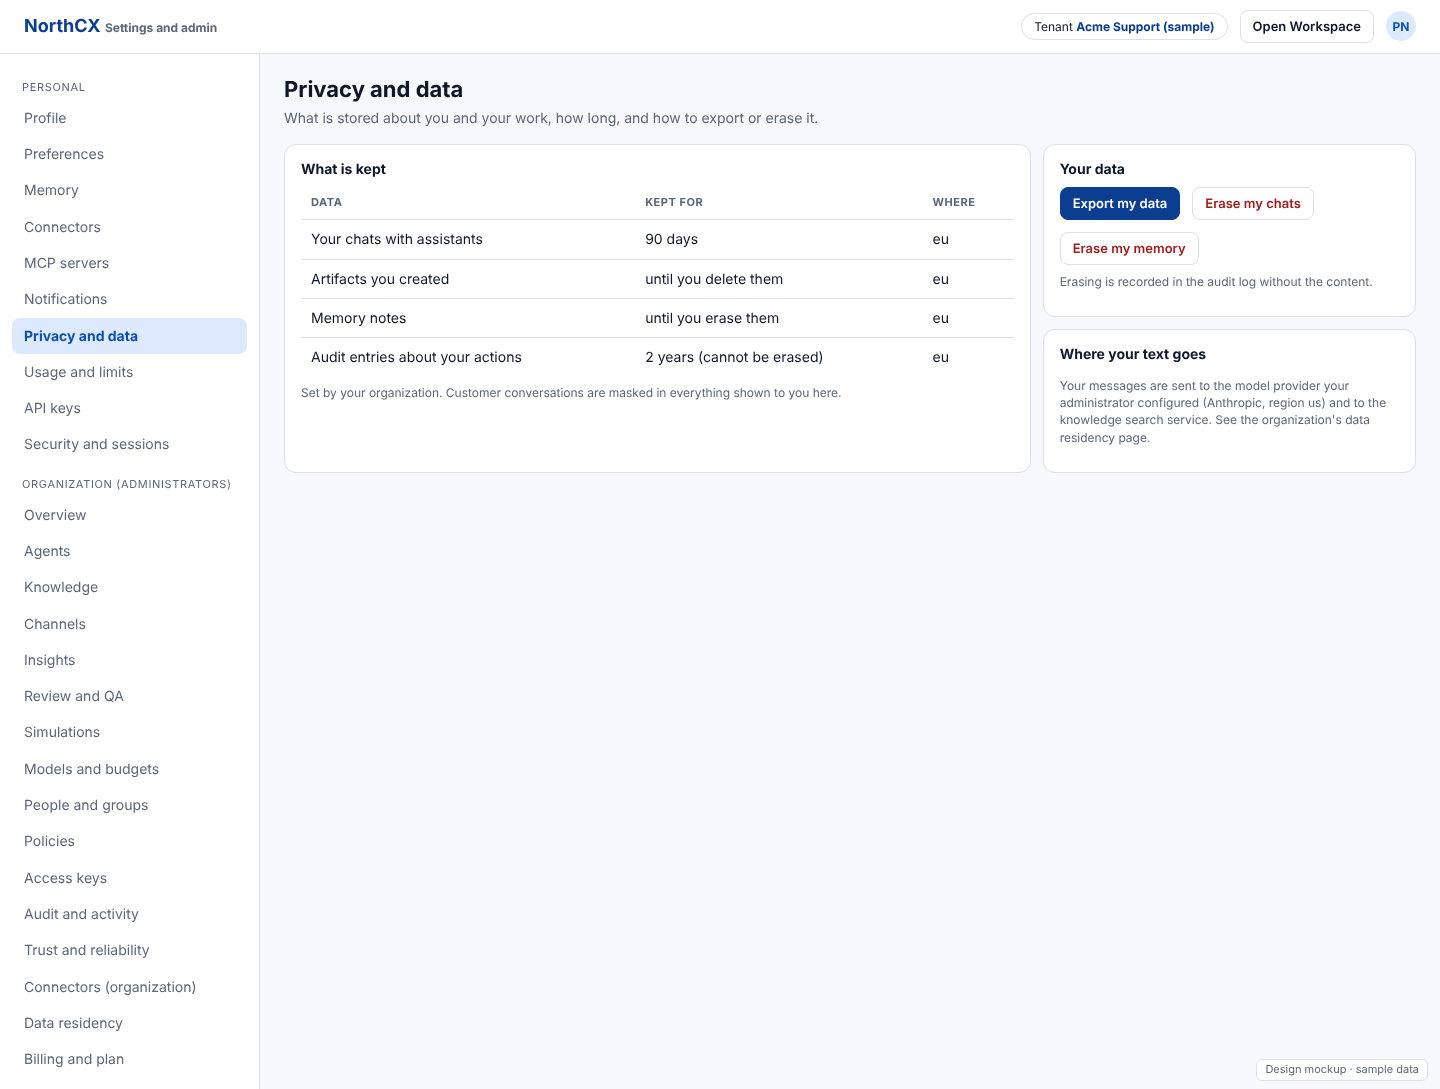 NorthCX Settings and admin
Tenant Acme Support (sample)
Open Workspace
PN
PERSONAL
Profile
Preferences
Memory
Connectors
MCP servers
Notifications
Privacy and data
Usage and limits
API keys
Security and sessions
ORGANIZATION (ADMINISTRATORS)
Overview
Agents
Knowledge
Channels
Insights
Review and QA
Simulations
Models and budgets
People and groups
Policies
Access keys
Audit and activity
Trust and reliability
Connectors (organization)
Data residency
Billing and plan
Privacy and data
What is stored about you and your work, how long, and how to export or erase it.
What is kept
DATA KEPT FOR WHERE
Your chats with assistants 90 days eu
Artifacts you created until you delete them eu
Memory notes until you erase them eu
Audit entries about your actions 2 years (cannot be erased) eu
Set by your organization. Customer conversations are masked in everything shown to you here.
Your data
Export my data
Erase my chats
Erase my memory
Erasing is recorded in the audit log without the content.
Where your text goes
Your messages are sent to the model provider your
administrator configured (Anthropic, region us) and to the
knowledge search service. See the organization's data
residency page.
Design mockup · sample data